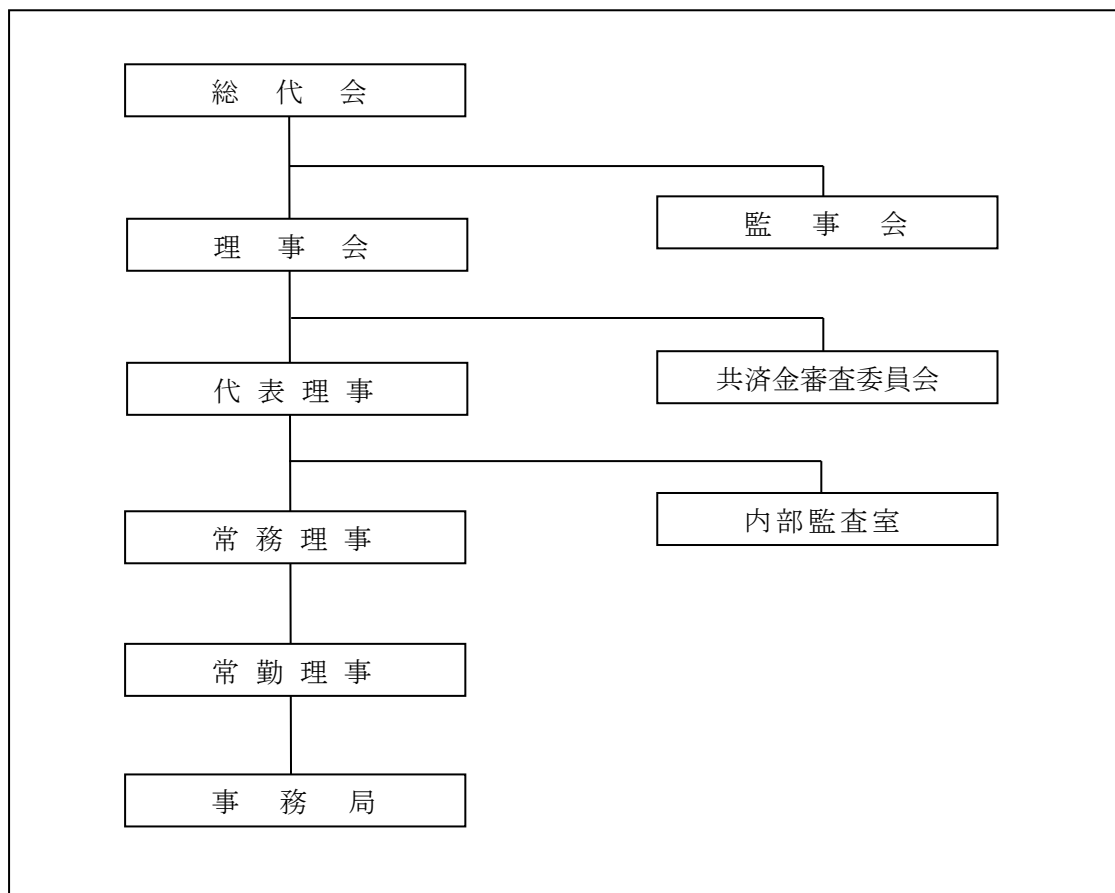 総代会
監事会
理事会
共済金審査委員会
代表理事
内部監査室
常務理事
常勤理事
事務局